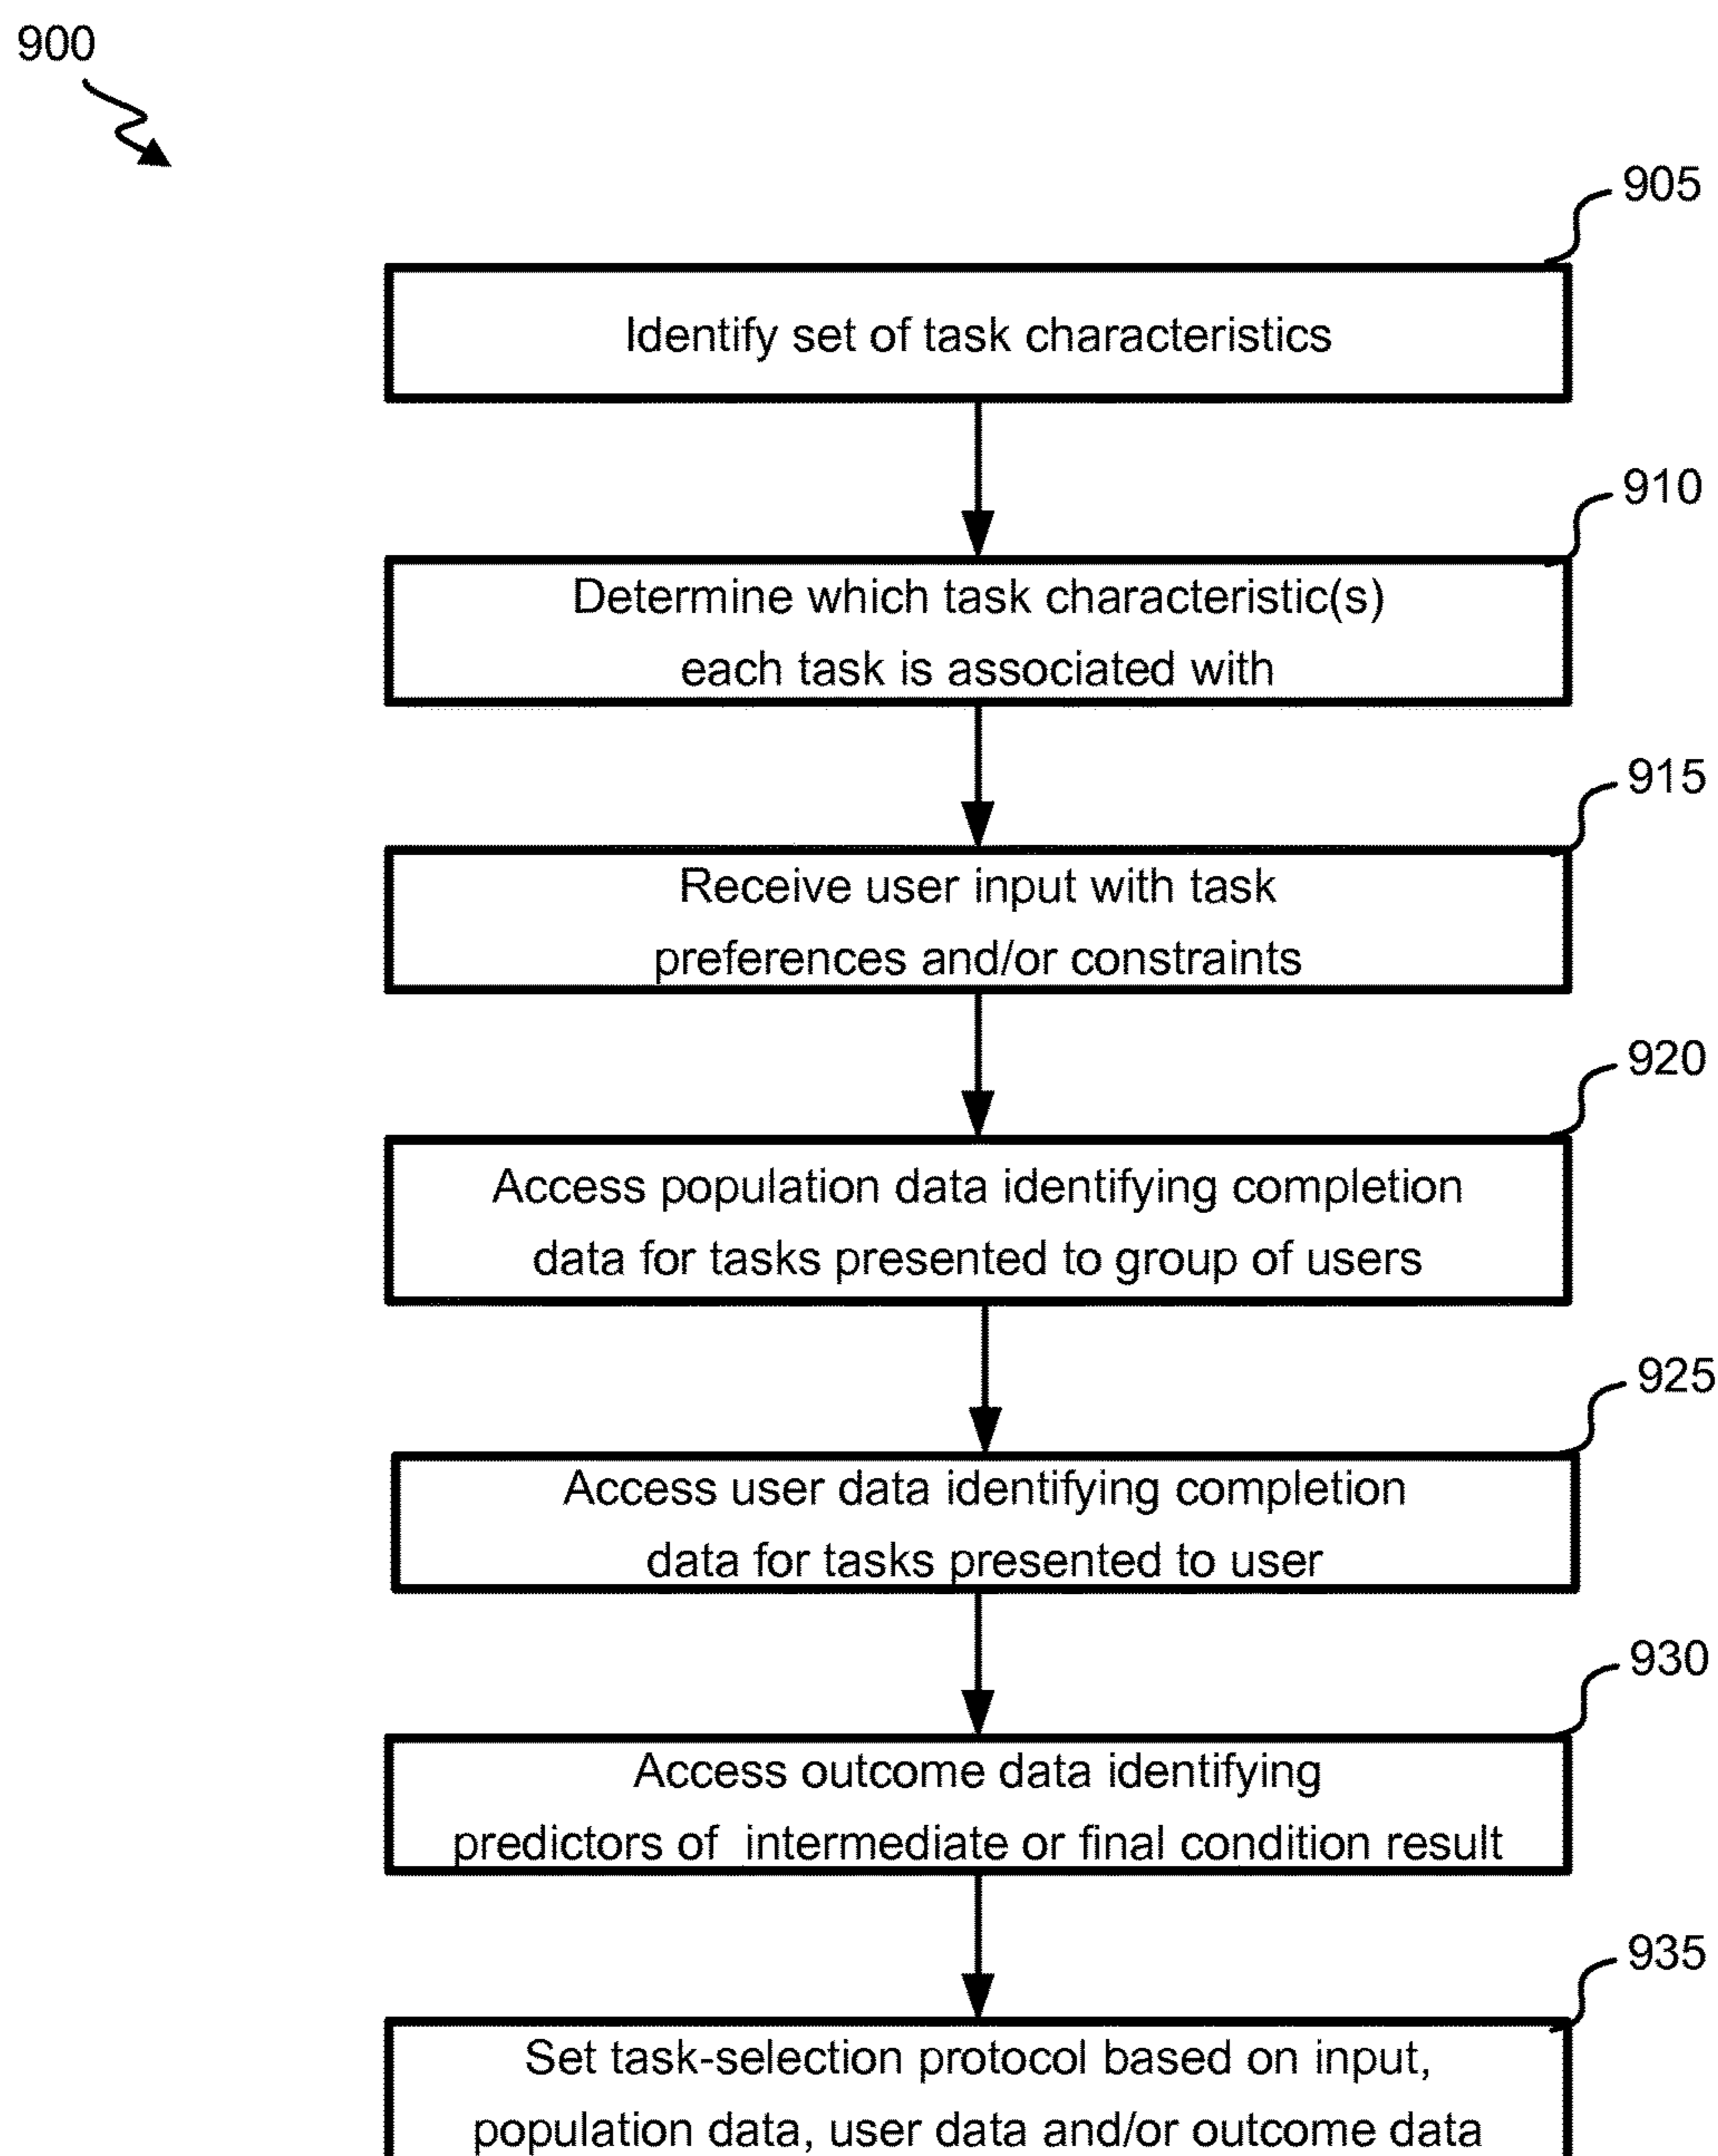 900
905
Identify set of task characteristics
910
Determine which task characteristic(s)
each task is associated with
915
Receive user input with task
preferences and/or constraints
920
Access population data identifying completion
data for tasks presented to group of users
925
Access user data identifying completion
data for tasks presented to user
930
Access outcome data identifying
predictors of  intermediate or final condition result
935
Set task-selection protocol based on input,
population data, user data and/or outcome data